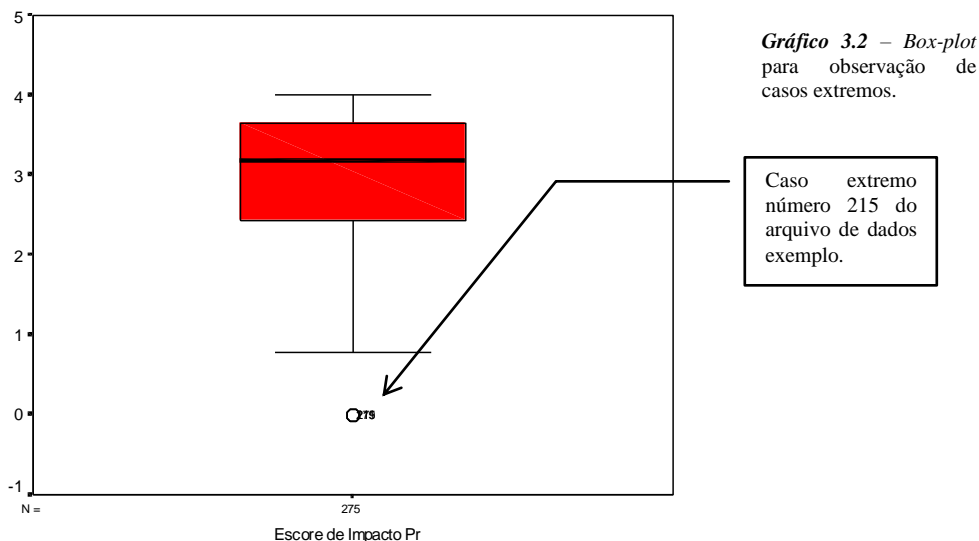 5
4
3
2
1
0
-1
N =
275
Escore de Impacto Pr
Gráfico 3.2 – Box-plot
para observação de
casos extremos.
Caso extremo
número 215 do
arquivo de dados
exemplo.